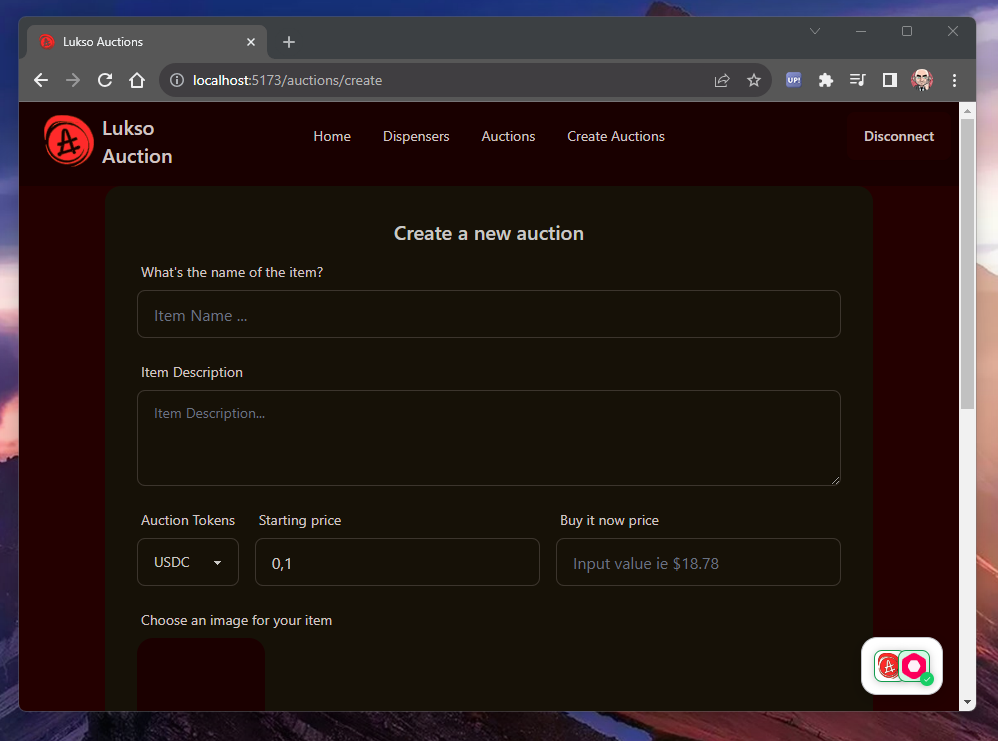 Lukso Auctions
localhost:5173/auctions/create
UP!
Lukso
Auction
Home Dispensers Auctions Create Auctions
Disconnect
Create a new auction
What's the name of the item?
Item Name ...
Item Description
Item Description...
Auction Tokens Starting price Buy it now price
USDC 0,1 Input value ie $18.78
Choose an image for your item